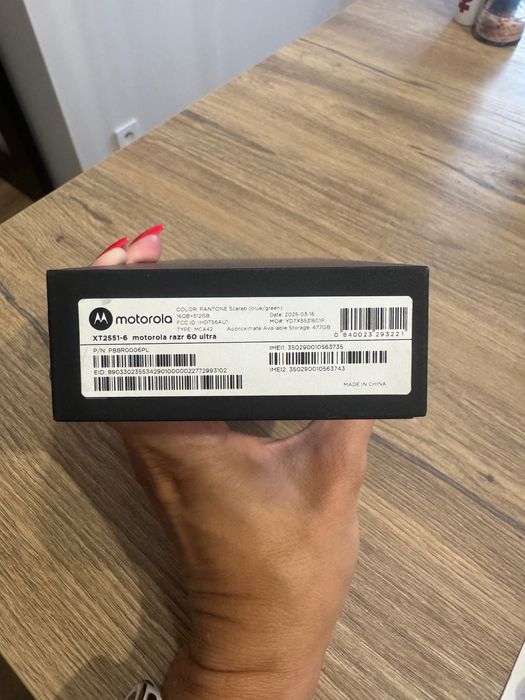 motorola
COLOR: PANTONE Scarab (blue/green)
16GB+512GB
Date: 2025-03-16
FCC ID: IHDT56AU1
MO#: YD7X8531601P
TYPE: MC442
Approximate Available Storage: 477GB
0 840023 293221
XT2551-6 motorola razr 60 ultra
P/N: PB8R0006PL
EID: 89033023553429010000022772993102
IMEI1: 350290010563735
IMEI2: 350290010563743
MADE IN CHINA